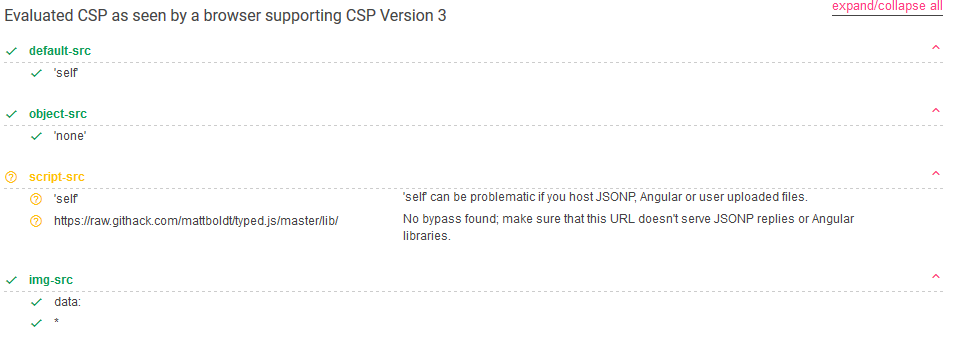 expand/collapse all
Evaluated CSP as seen by a browser supporting CSP Version 3
default-src
'self'
object-src
'none'
script-src
'self' 'self' can be problematic if you host JSONP, Angular or user uploaded files.
https://raw.githack.com/mattboldt/typed.js/master/lib/ No bypass found; make sure that this URL doesn't serve JSONP replies or Angular
libraries.
img-src
data:
*